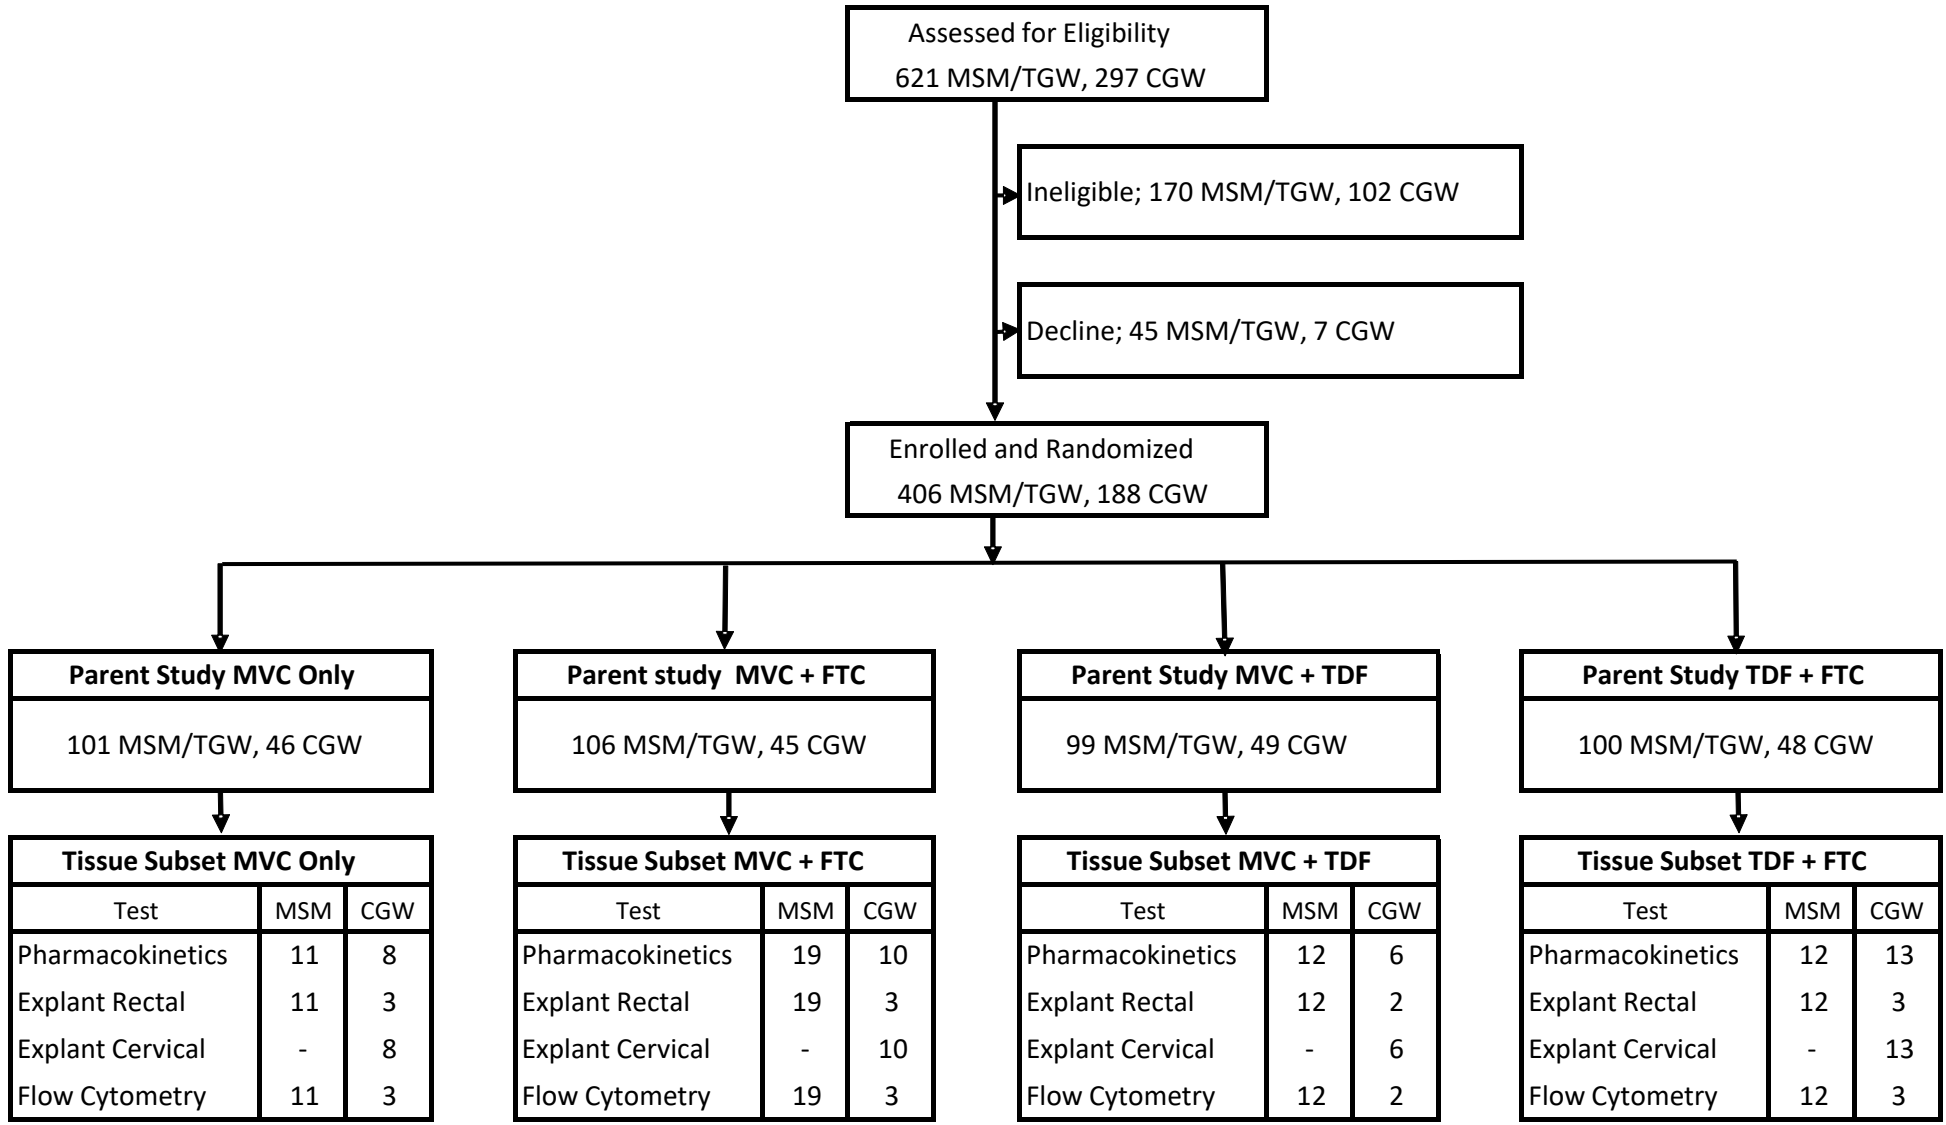 Assessed for Eligibility
621 MSM/TGW, 297 CGW
Ineligible; 170 MSM/TGW, 102 CGW
Decline; 45 MSM/TGW, 7 CGW
Enrolled and Randomized
406 MSM/TGW, 188 CGW
Parent Study MVC Only
101 MSM/TGW, 46 CGW
Parent study MVC + FTC
106 MSM/TGW, 45 CGW
Parent Study MVC + TDF
99 MSM/TGW, 49 CGW
Parent Study TDF + FTC
100 MSM/TGW, 48 CGW
Tissue Subset MVC Only
Test MSM CGW
Pharmacokinetics 11 8
Explant Rectal 11 3
Explant Cervical - 8
Flow Cytometry 11 3
Tissue Subset MVC + FTC
Test MSM CGW
Pharmacokinetics 19 10
Explant Rectal 19 3
Explant Cervical - 10
Flow Cytometry 19 3
Tissue Subset MVC + TDF
Test MSM CGW
Pharmacokinetics 12 6
Explant Rectal 12 2
Explant Cervical - 6
Flow Cytometry 12 2
Tissue Subset TDF + FTC
Test MSM CGW
Pharmacokinetics 12 13
Explant Rectal 12 3
Explant Cervical - 13
Flow Cytometry 12 3